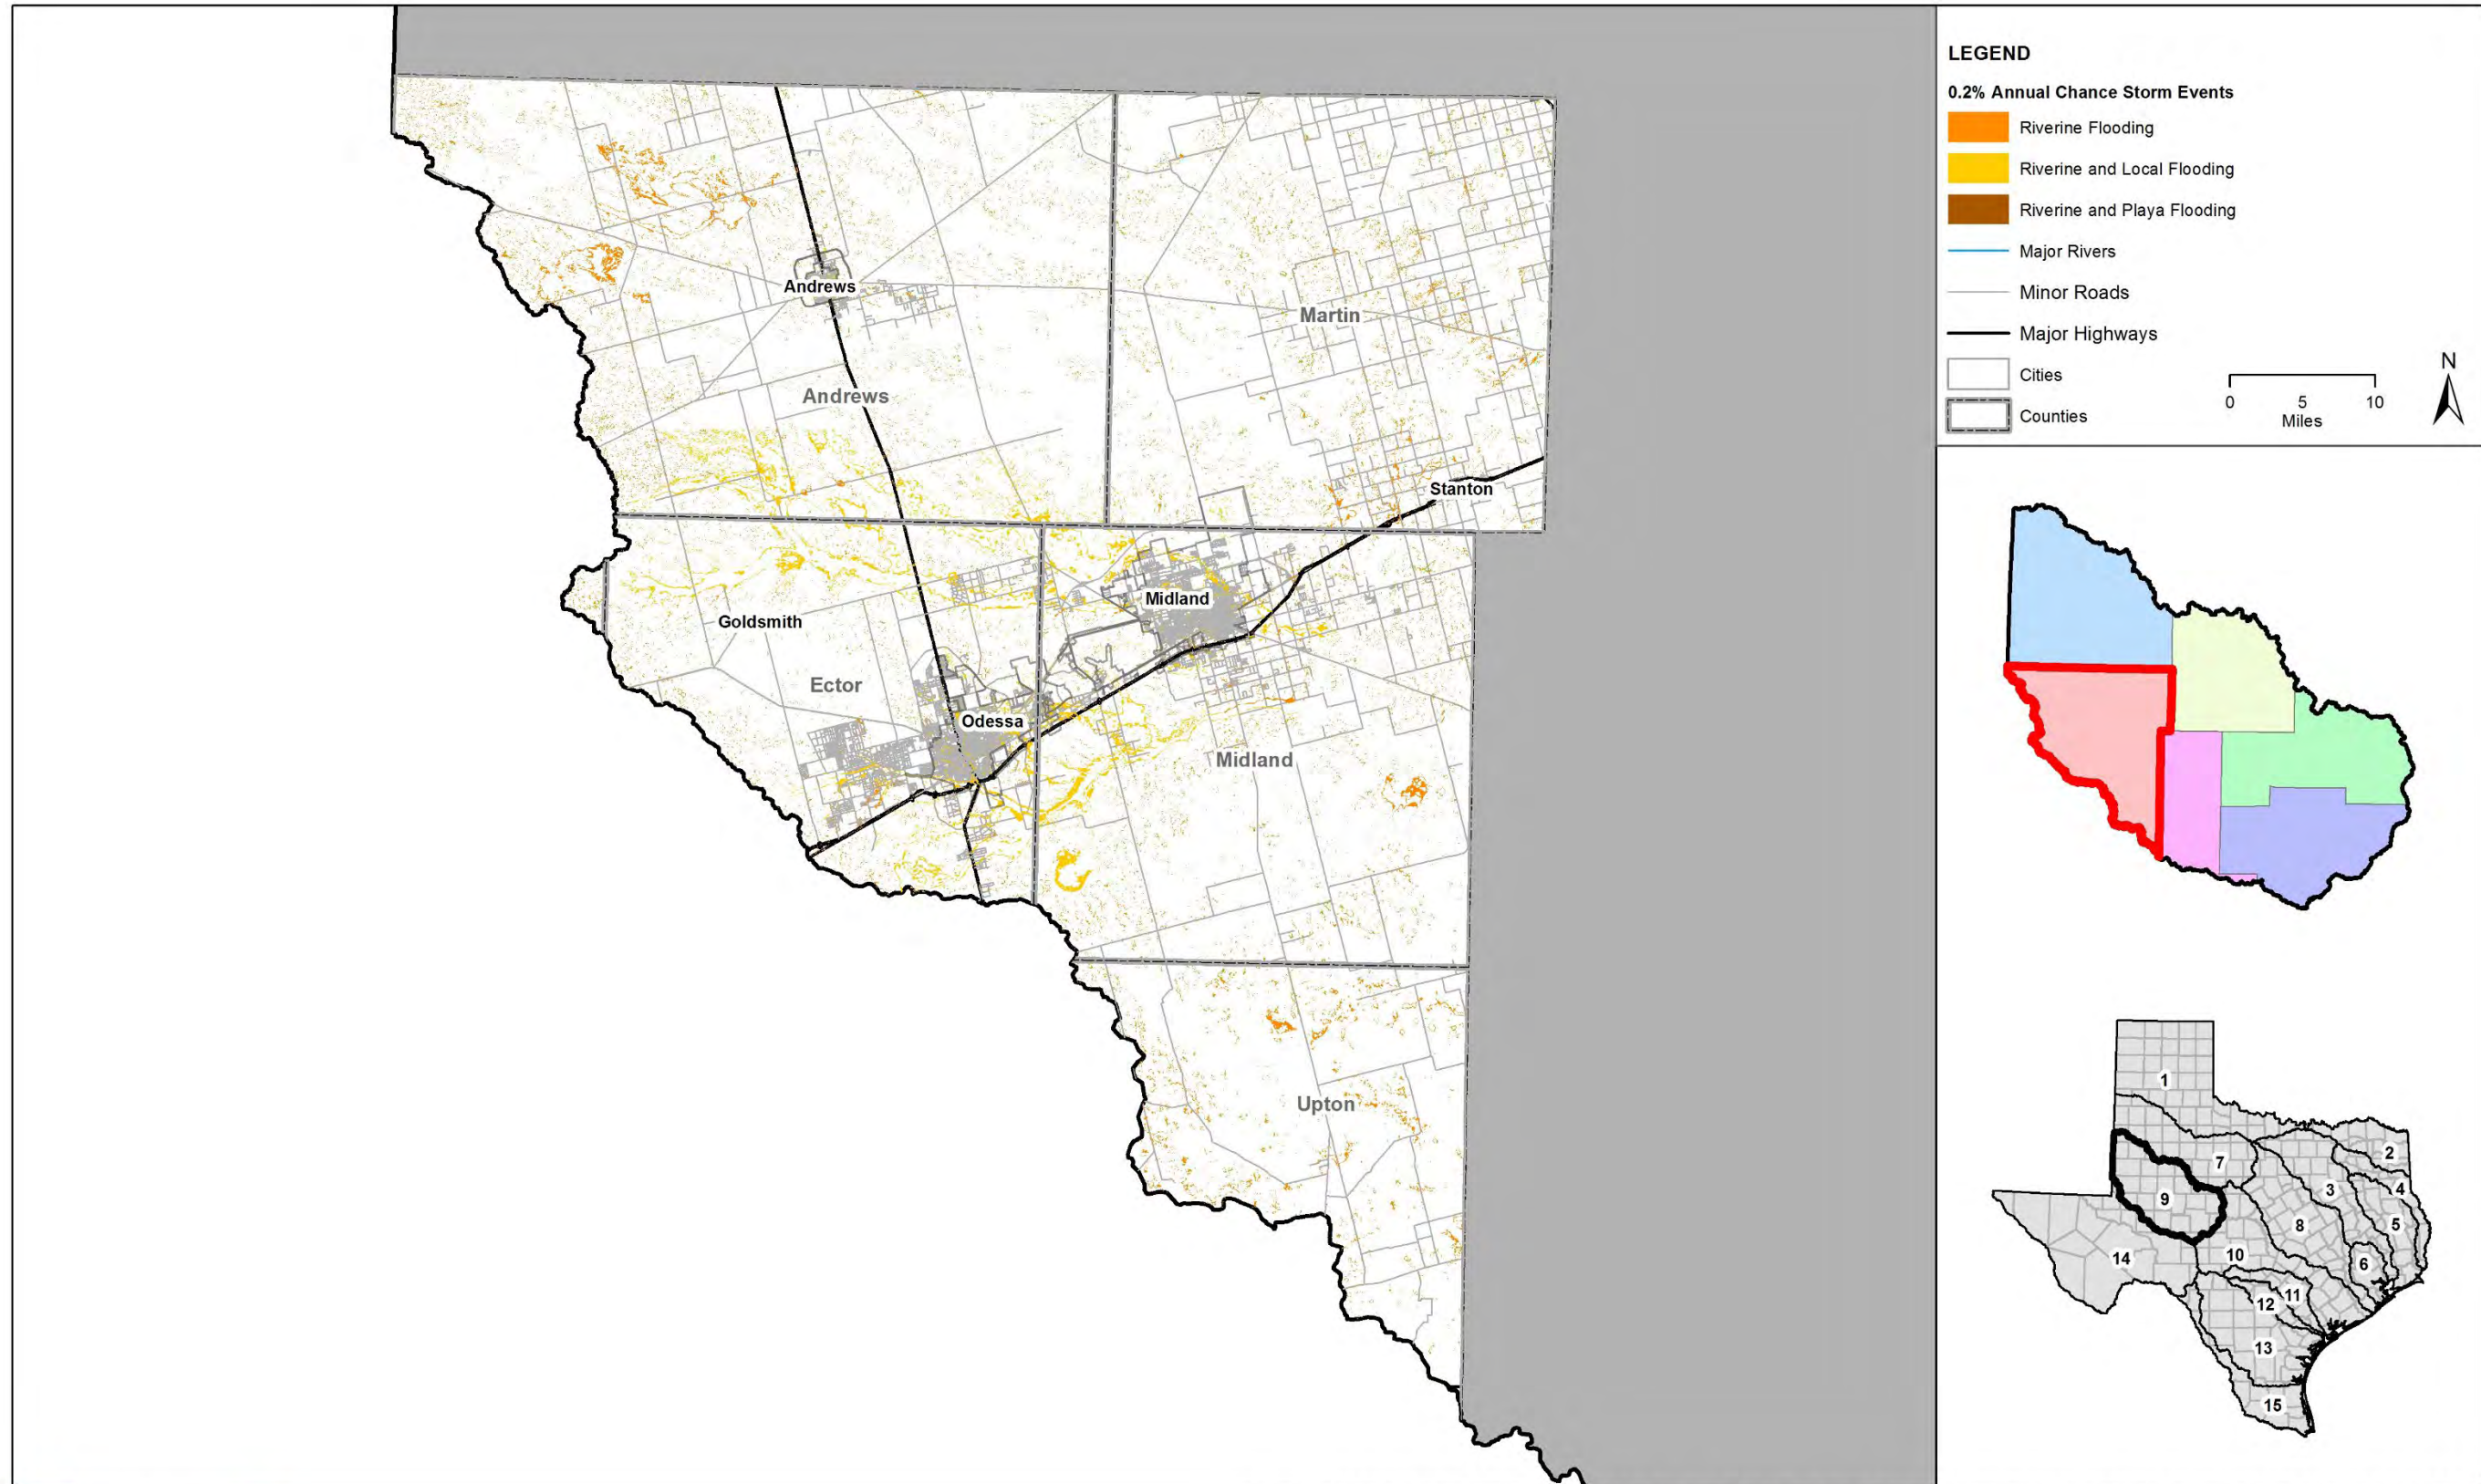 LEGEND
0.2% Annual Chance Storm Events
Riverine Flooding
Riverine and Local Flooding
Riverine and Playa Flooding
Major Rivers
Minor Roads
Major Highways
Cities
Counties
N
0 5 10
Miles
Andrews
Martin
Andrews
Stanton
Midland
Goldsmith
Ector
Odessa
Midland
Upton
1
2
7
3
4
9
5
8
10
14
6
11
12
13
15